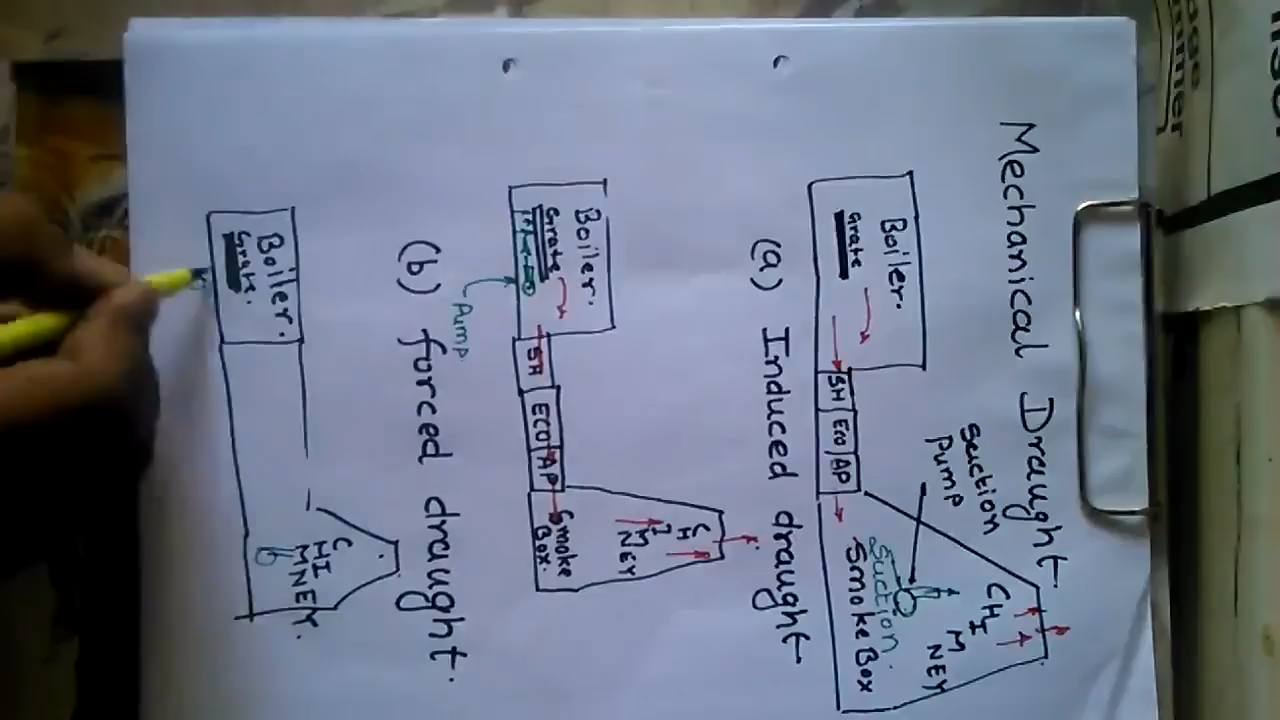 Mechanical Draught.
Suction
Pump
Boiler.
Grate
SH Eco AP
CHI
M
NEY
Suction
Smoke Box
(a) Induced draught
Boiler.
Grate
SH ECO AP
CH
I
M
NEY
Smoke
Box.
Pump
(b) forced draught.
Boiler.
Grate.
C
HI
MNEY.